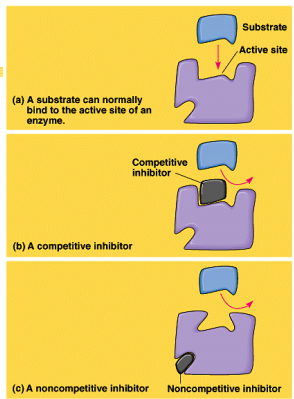 Substrate
Active site
(a) A substrate can normally
bind to the active site of an
enzyme.
Competitive
inhibitor
(b) A competitive inhibitor
(c) A noncompetitive inhibitor
Noncompetitive inhibitor